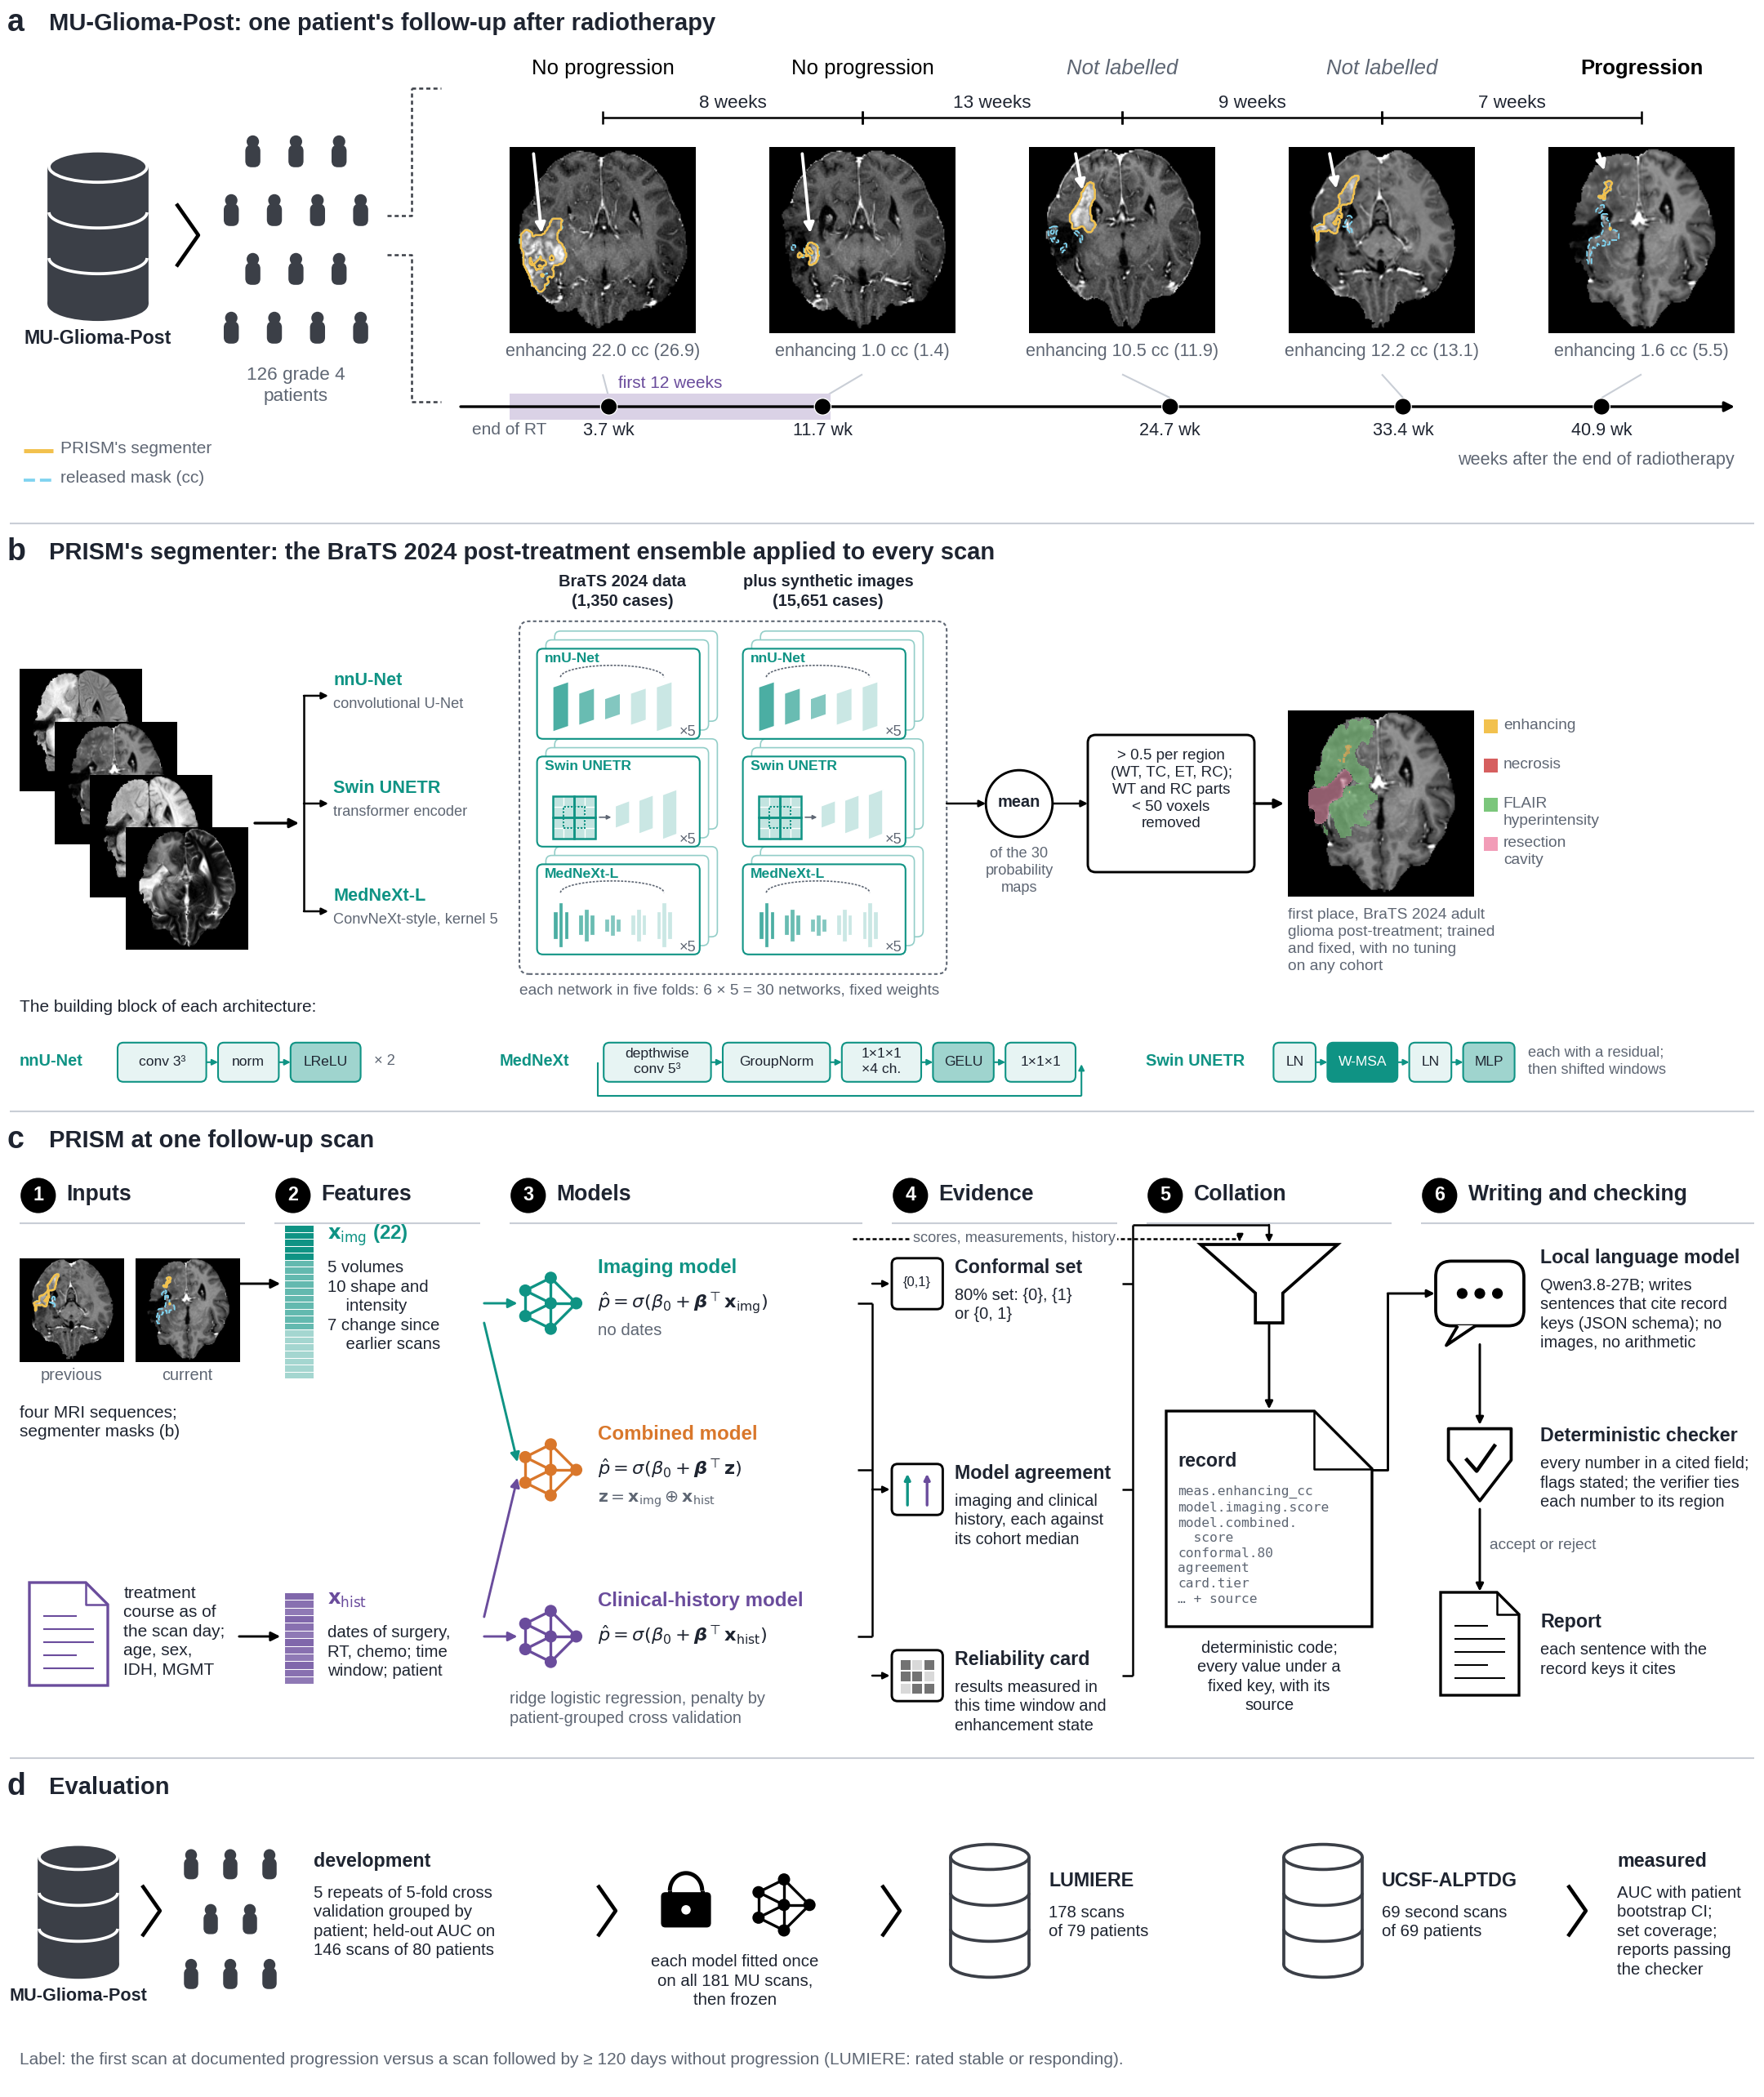 a MU-Glioma-Post: one patient's follow-up after radiotherapy
No progression
No progression
Not labelled
Not labelled
Progression
8 weeks
13 weeks
9 weeks
7 weeks
MU-Glioma-Post
126 grade 4
patients
enhancing 22.0 cc (26.9)
enhancing 1.0 cc (1.4)
enhancing 10.5 cc (11.9)
enhancing 12.2 cc (13.1)
enhancing 1.6 cc (5.5)
first 12 weeks
end of RT
3.7 wk
11.7 wk
24.7 wk
33.4 wk
40.9 wk
weeks after the end of radiotherapy
PRISM's segmenter
released mask (cc)
b PRISM's segmenter: the BraTS 2024 post-treatment ensemble applied to every scan
BraTS 2024 data
(1,350 cases)
plus synthetic images
(15,651 cases)
nnU-Net
convolutional U-Net
Swin UNETR
transformer encoder
MedNeXt-L
ConvNeXt-style, kernel 5
nnU-Net
×5
nnU-Net
×5
Swin UNETR
×5
Swin UNETR
×5
MedNeXt-L
×5
MedNeXt-L
×5
each network in five folds: 6 × 5 = 30 networks, fixed weights
mean
of the 30
probability
maps
> 0.5 per region
(WT, TC, ET, RC);
WT and RC parts
< 50 voxels
removed
enhancing
necrosis
FLAIR
hyperintensity
resection
cavity
first place, BraTS 2024 adult
glioma post-treatment; trained
and fixed, with no tuning
on any cohort
The building block of each architecture:
nnU-Net
conv 3³
norm
LReLU
× 2
MedNeXt
depthwise
conv 5³
GroupNorm
1×1×1
×4 ch.
GELU
1×1×1
Swin UNETR
LN
W-MSA
LN
MLP
each with a residual;
then shifted windows
c PRISM at one follow-up scan
1 Inputs
2 Features
3 Models
4 Evidence
5 Collation
6 Writing and checking
previous
current
four MRI sequences;
segmenter masks (b)
treatment
course as of
the scan day;
age, sex,
IDH, MGMT
x_img (22)
5 volumes
10 shape and
intensity
7 change since
earlier scans
x_hist
dates of surgery,
RT, chemo; time
window; patient
Imaging model
p̂ = σ(β₀ + β⊤ x_img)
no dates
Combined model
p̂ = σ(β₀ + β⊤ z)
z = x_img ⊕ x_hist
Clinical-history model
p̂ = σ(β₀ + β⊤ x_hist)
ridge logistic regression, penalty by
patient-grouped cross validation
scores, measurements, history
{0,1}
Conformal set
80% set: {0}, {1}
or {0, 1}
Model agreement
imaging and clinical
history, each against
its cohort median
Reliability card
results measured in
this time window and
enhancement state
record
meas.enhancing_cc
model.imaging.score
model.combined.
score
conformal.80
agreement
card.tier
… + source
deterministic code;
every value under a
fixed key, with its
source
Local language model
Qwen3.8-27B; writes
sentences that cite record
keys (JSON schema); no
images, no arithmetic
Deterministic checker
every number in a cited field;
flags stated; the verifier ties
each number to its region
accept or reject
Report
each sentence with the
record keys it cites
d Evaluation
MU-Glioma-Post
development
5 repeats of 5-fold cross
validation grouped by
patient; held-out AUC on
146 scans of 80 patients
each model fitted once
on all 181 MU scans,
then frozen
LUMIERE
178 scans
of 79 patients
UCSF-ALPTDG
69 second scans
of 69 patients
measured
AUC with patient
bootstrap CI;
set coverage;
reports passing
the checker
Label: the first scan at documented progression versus a scan followed by ≥ 120 days without progression (LUMIERE: rated stable or responding).